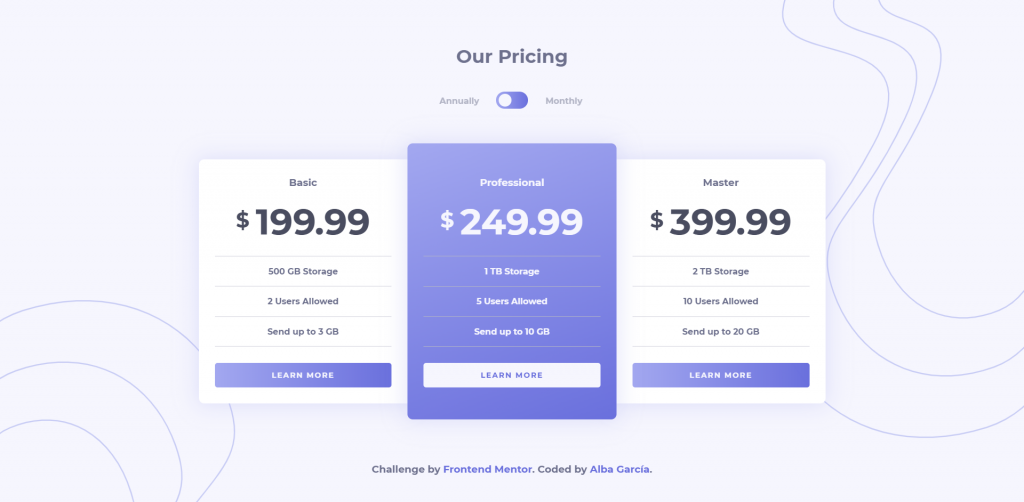 Our Pricing
Annually Monthly
Basic
$ 199.99
500 GB Storage
2 Users Allowed
Send up to 3 GB
LEARN MORE
Professional
$ 249.99
1 TB Storage
5 Users Allowed
Send up to 10 GB
LEARN MORE
Master
$ 399.99
2 TB Storage
10 Users Allowed
Send up to 20 GB
LEARN MORE
Challenge by Frontend Mentor. Coded by Alba García.